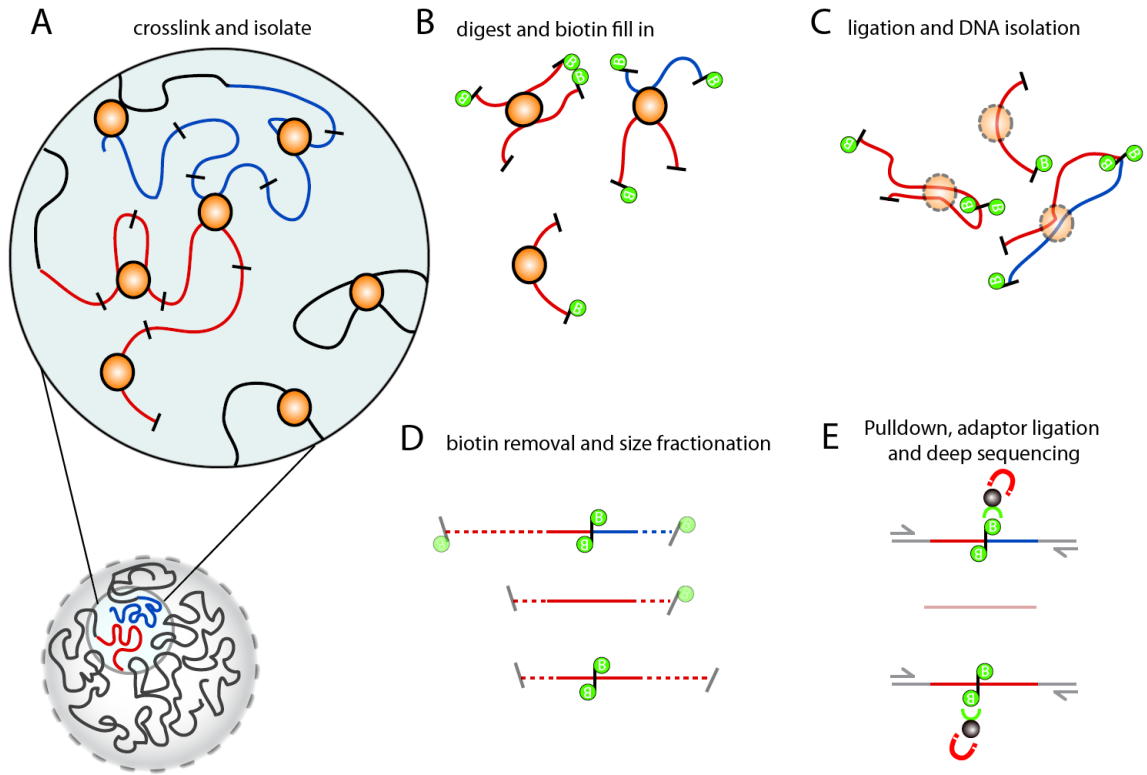 A crosslink and isolate
B digest and biotin fill in
B
B
B
B
B
B
B
C ligation and DNA isolation
B
B
B
B
B
B
B
D biotin removal and size fractionation
B
B
B
B
B
B
B
E Pulldown, adaptor ligation
and deep sequencing
B
B
B
B